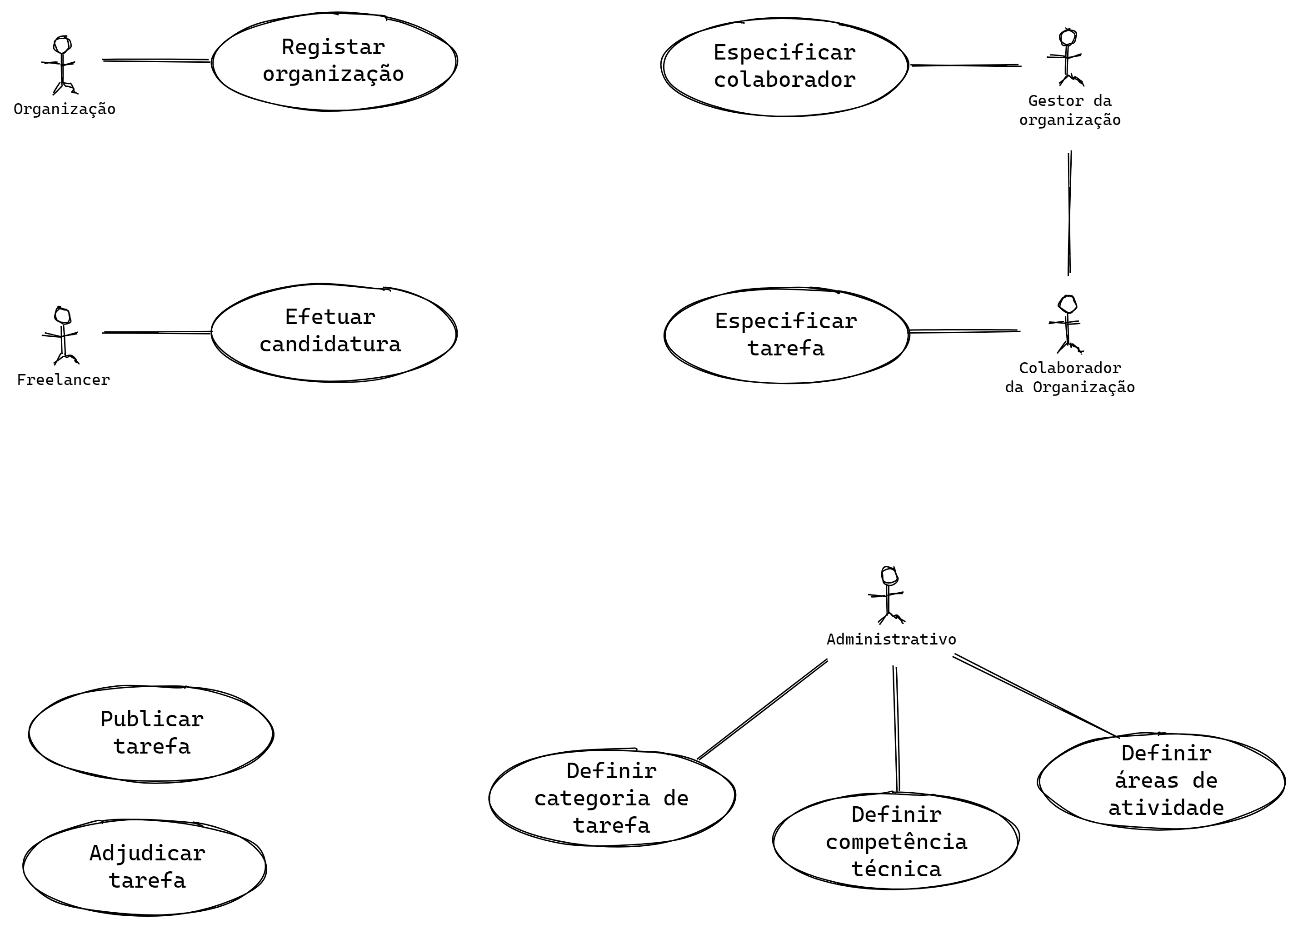 Registar
organização
Organização
Especificar
colaborador
Gestor da
organização
Efetuar
candidatura
Freelancer
Especificar
tarefa
Colaborador
da Organização
Administrativo
Publicar
tarefa
Adjudicar
tarefa
Definir
categoria de
tarefa
Definir
competência
técnica
Definir
áreas de
atividade